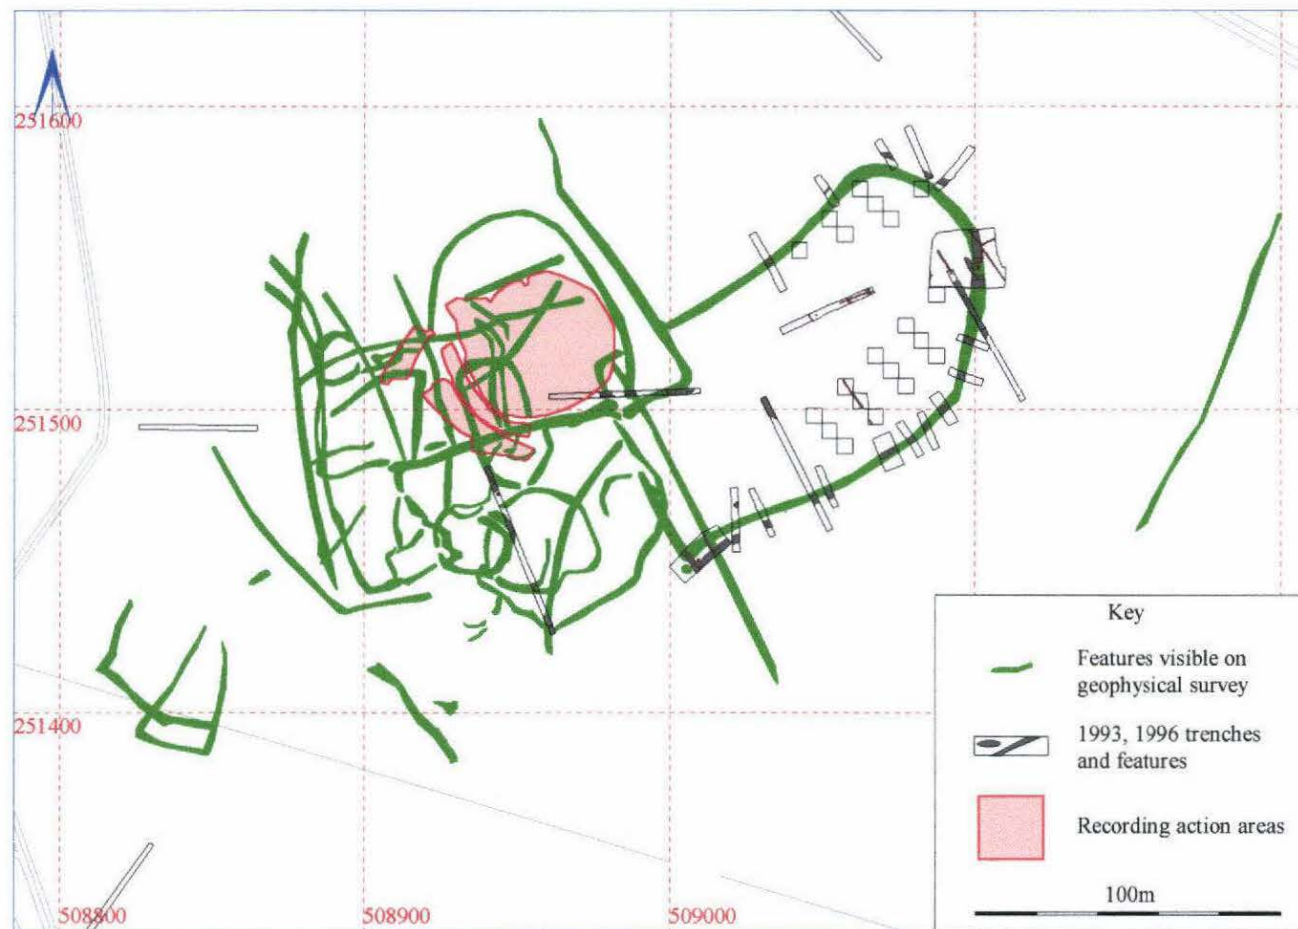 251600
251500
251400
508800
508900
509000
Key
Features visible on
geophysical survey
1993, 1996 trenches
and features
Recording action areas
100m